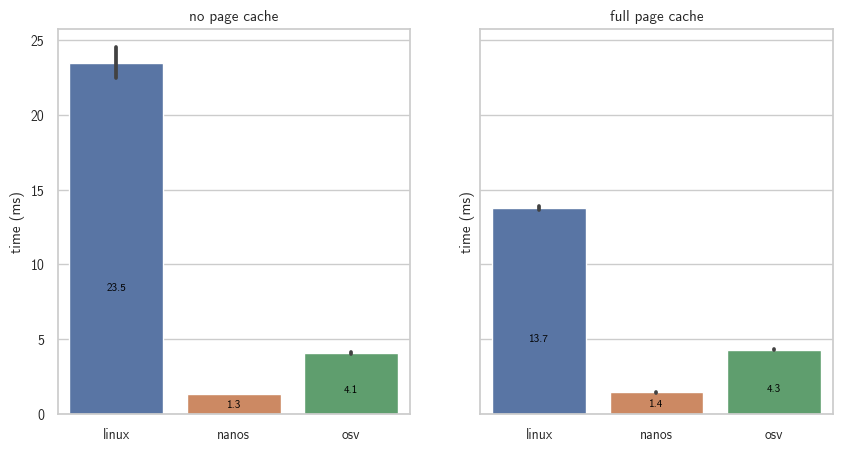 no page cache
time (ms)
25
20
15
10
5
0
23.5
1.3
4.1
linux
nanos
osv
full page cache
time (ms)
13.7
1.4
4.3
linux
nanos
osv